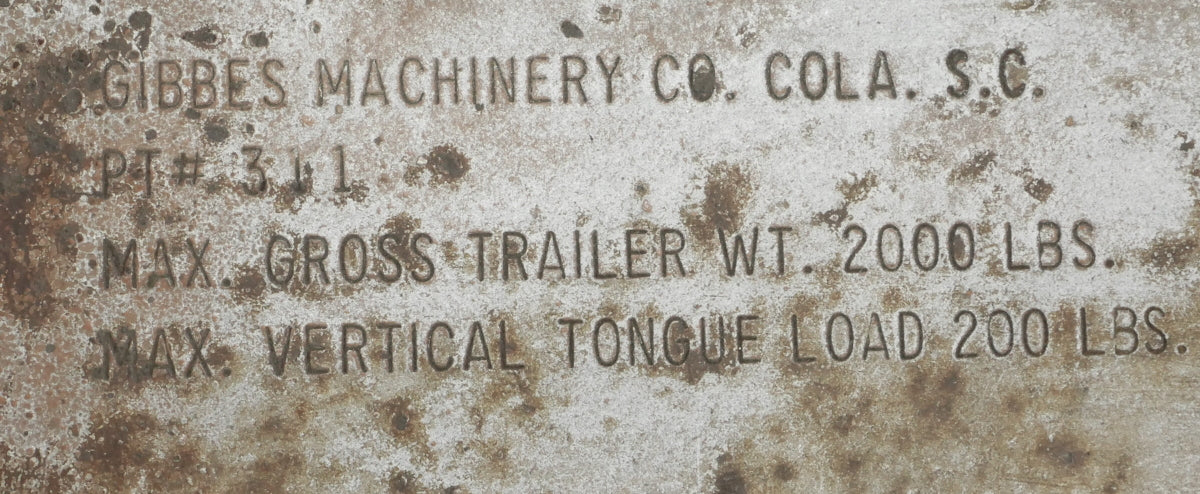 GIBBES MACHINERY CO. COLA. S.C.
PT# 311
MAX. GROSS TRAILER WT. 2000 LBS.
MAX. VERTICAL TONGUE LOAD 200 LBS.